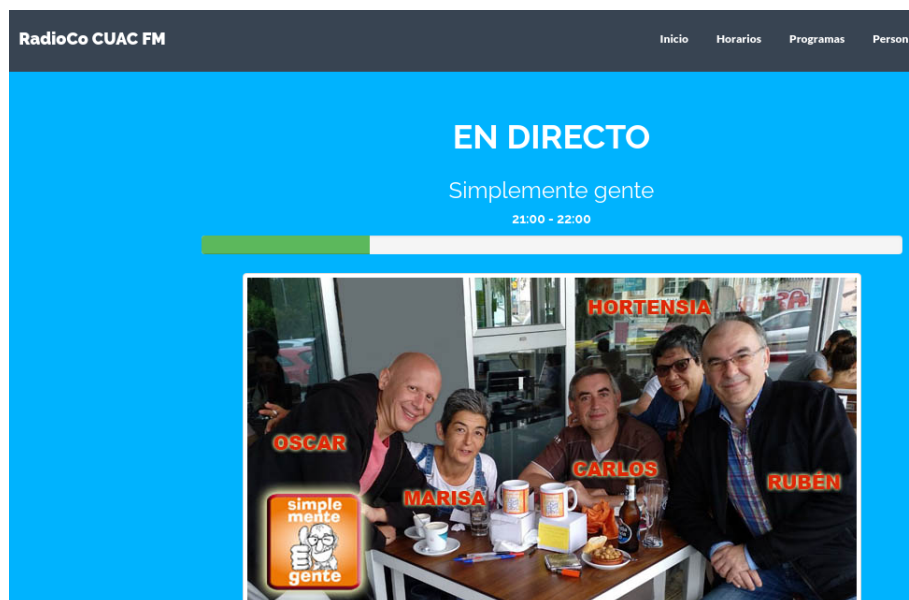 RadioCo CUAC FM
Inicio Horarios Programas Person
EN DIRECTO
Simplemente gente
21:00 - 22:00
HORTENSIA
OSCAR
CARLOS
MARISA
RUBÉN
simple
mente
gente